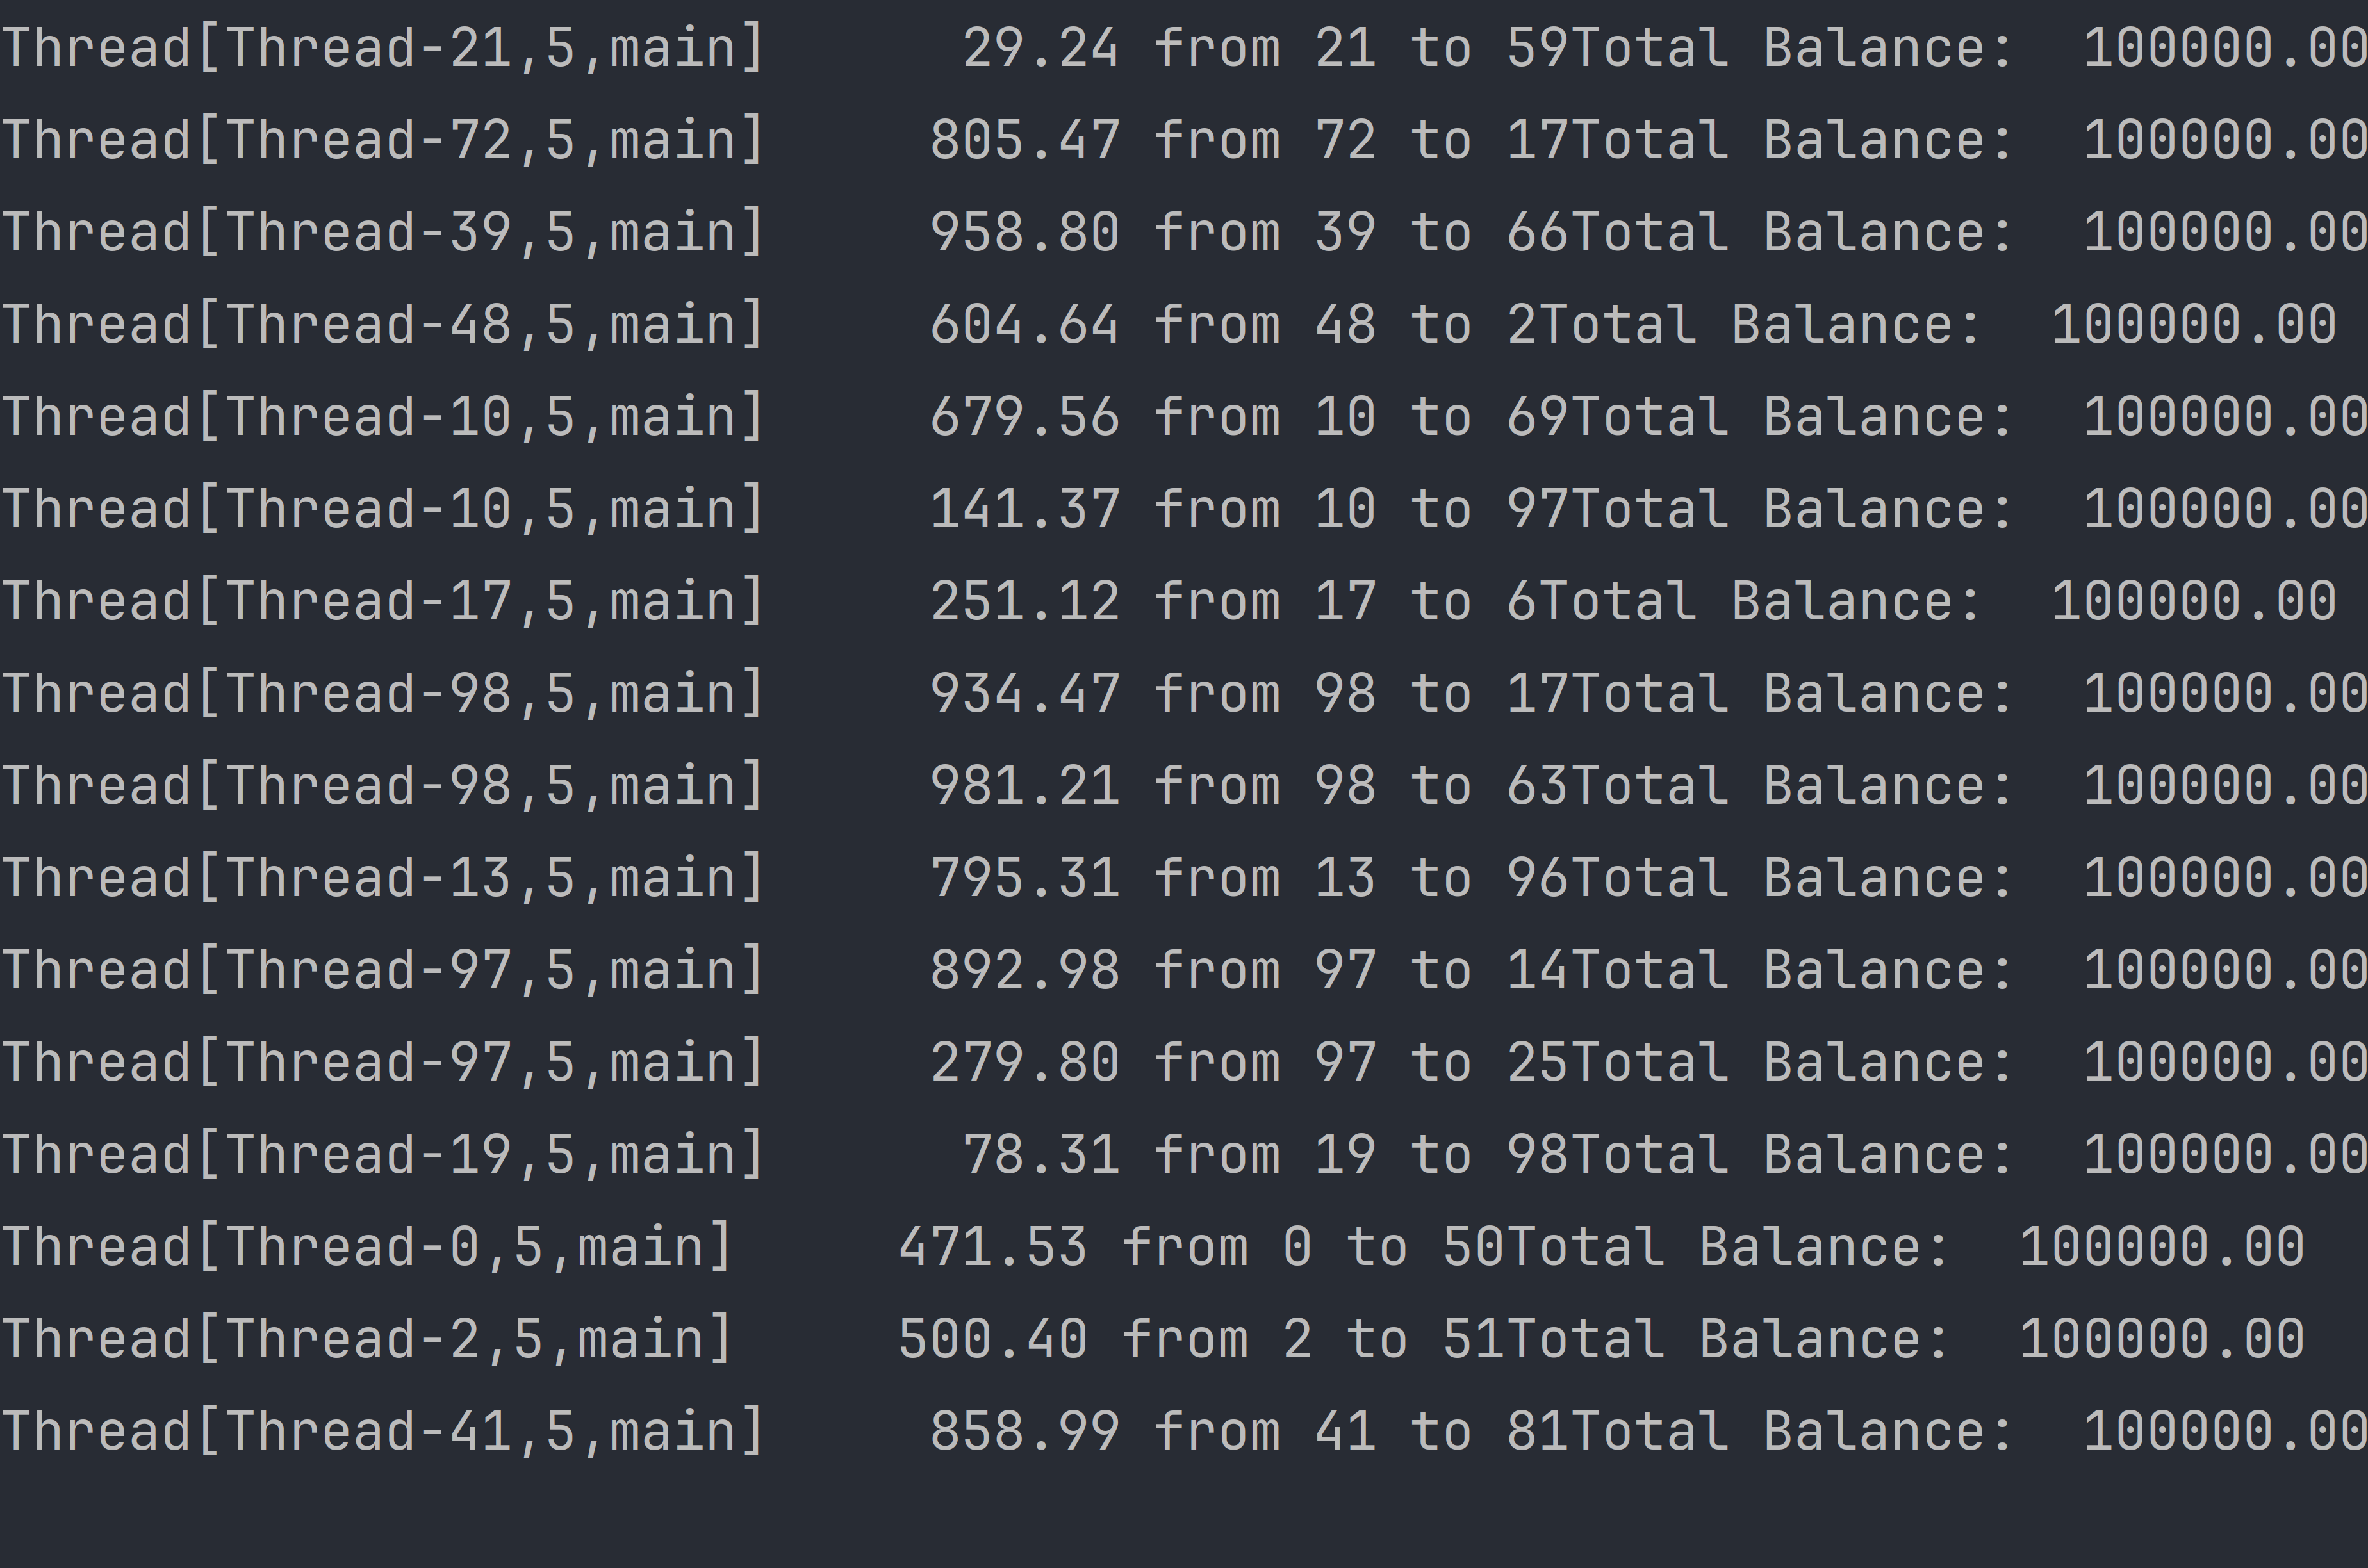 Thread[Thread-21,5,main]      29.24 from 21 to 59Total Balance:  100000.00
Thread[Thread-72,5,main]     805.47 from 72 to 17Total Balance:  100000.00
Thread[Thread-39,5,main]     958.80 from 39 to 66Total Balance:  100000.00
Thread[Thread-48,5,main]     604.64 from 48 to 2Total Balance:  100000.00
Thread[Thread-10,5,main]     679.56 from 10 to 69Total Balance:  100000.00
Thread[Thread-10,5,main]     141.37 from 10 to 97Total Balance:  100000.00
Thread[Thread-17,5,main]     251.12 from 17 to 6Total Balance:  100000.00
Thread[Thread-98,5,main]     934.47 from 98 to 17Total Balance:  100000.00
Thread[Thread-98,5,main]     981.21 from 98 to 63Total Balance:  100000.00
Thread[Thread-13,5,main]     795.31 from 13 to 96Total Balance:  100000.00
Thread[Thread-97,5,main]     892.98 from 97 to 14Total Balance:  100000.00
Thread[Thread-97,5,main]     279.80 from 97 to 25Total Balance:  100000.00
Thread[Thread-19,5,main]      78.31 from 19 to 98Total Balance:  100000.00
Thread[Thread-0,5,main]     471.53 from 0 to 50Total Balance:  100000.00
Thread[Thread-2,5,main]     500.40 from 2 to 51Total Balance:  100000.00
Thread[Thread-41,5,main]     858.99 from 41 to 81Total Balance:  100000.00